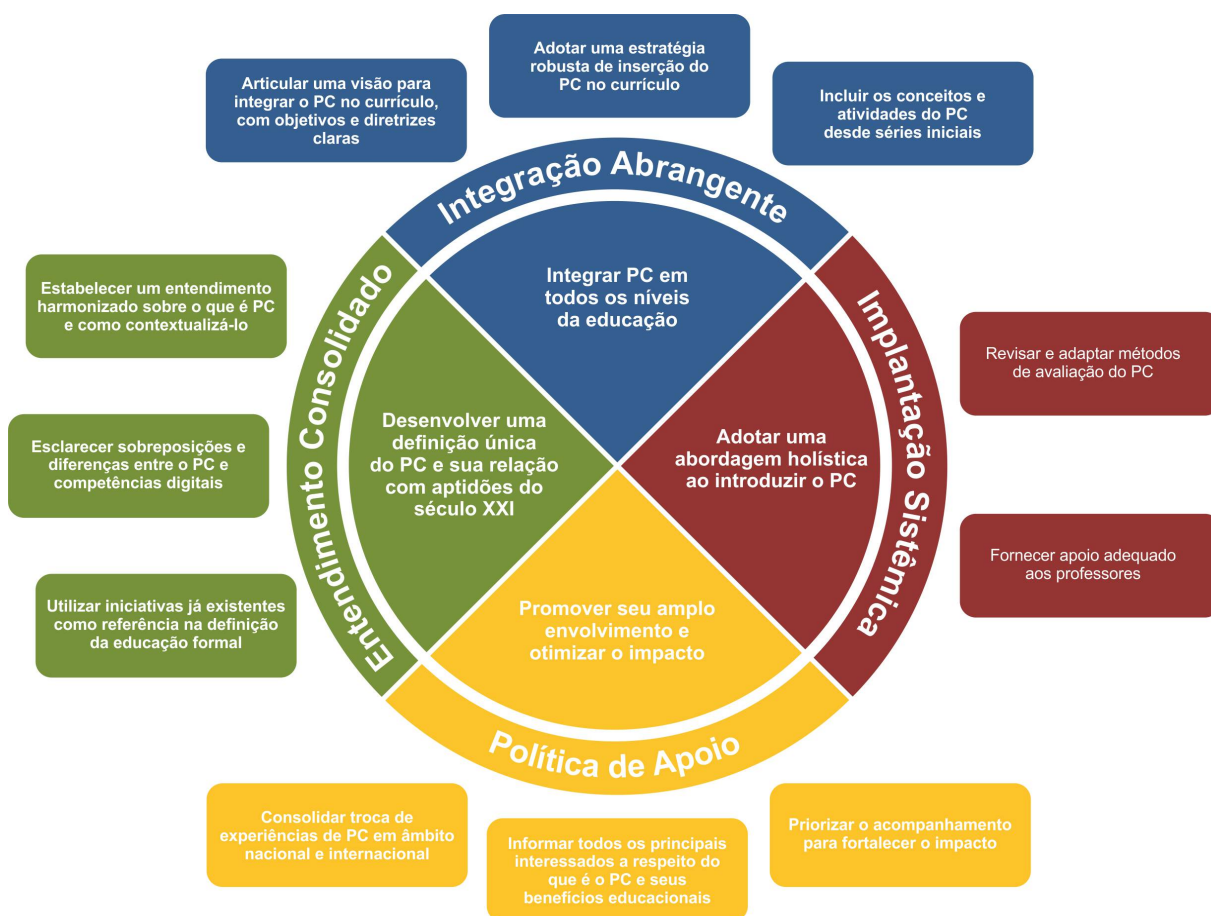 Adotar uma estratégia
robusta de inserção do
PC no currículo
Articular uma visão para
integrar o PC no currículo,
com objetivos e diretrizes
claras
Incluir os conceitos e
atividades do PC
desde séries iniciais
Integração Abrangente
Integrar PC em
todos os níveis
da educação
Estabelecer um entendimento
harmonizado sobre o que é PC
e como contextualizá-lo
Esclarecer sobreposições e
diferenças entre o PC e
competências digitais
Utilizar iniciativas já existentes
como referência na definição
da educação formal
Entendimento Consolidado
Desenvolver uma
definição única
do PC e sua relação
com aptidões do
século XXI
Adotar uma
abordagem holística
ao introduzir o PC
Implantação Sistêmica
Revisar e adaptar métodos
de avaliação do PC
Fornecer apoio adequado
aos professores
Promover seu amplo
envolvimento e
otimizar o impacto
Política de Apoio
Consolidar troca de
experiências de PC em âmbito
nacional e internacional
Informar todos os principais
interessados a respeito do
que é o PC e seus
benefícios educacionais
Priorizar o acompanhamento
para fortalecer o impacto